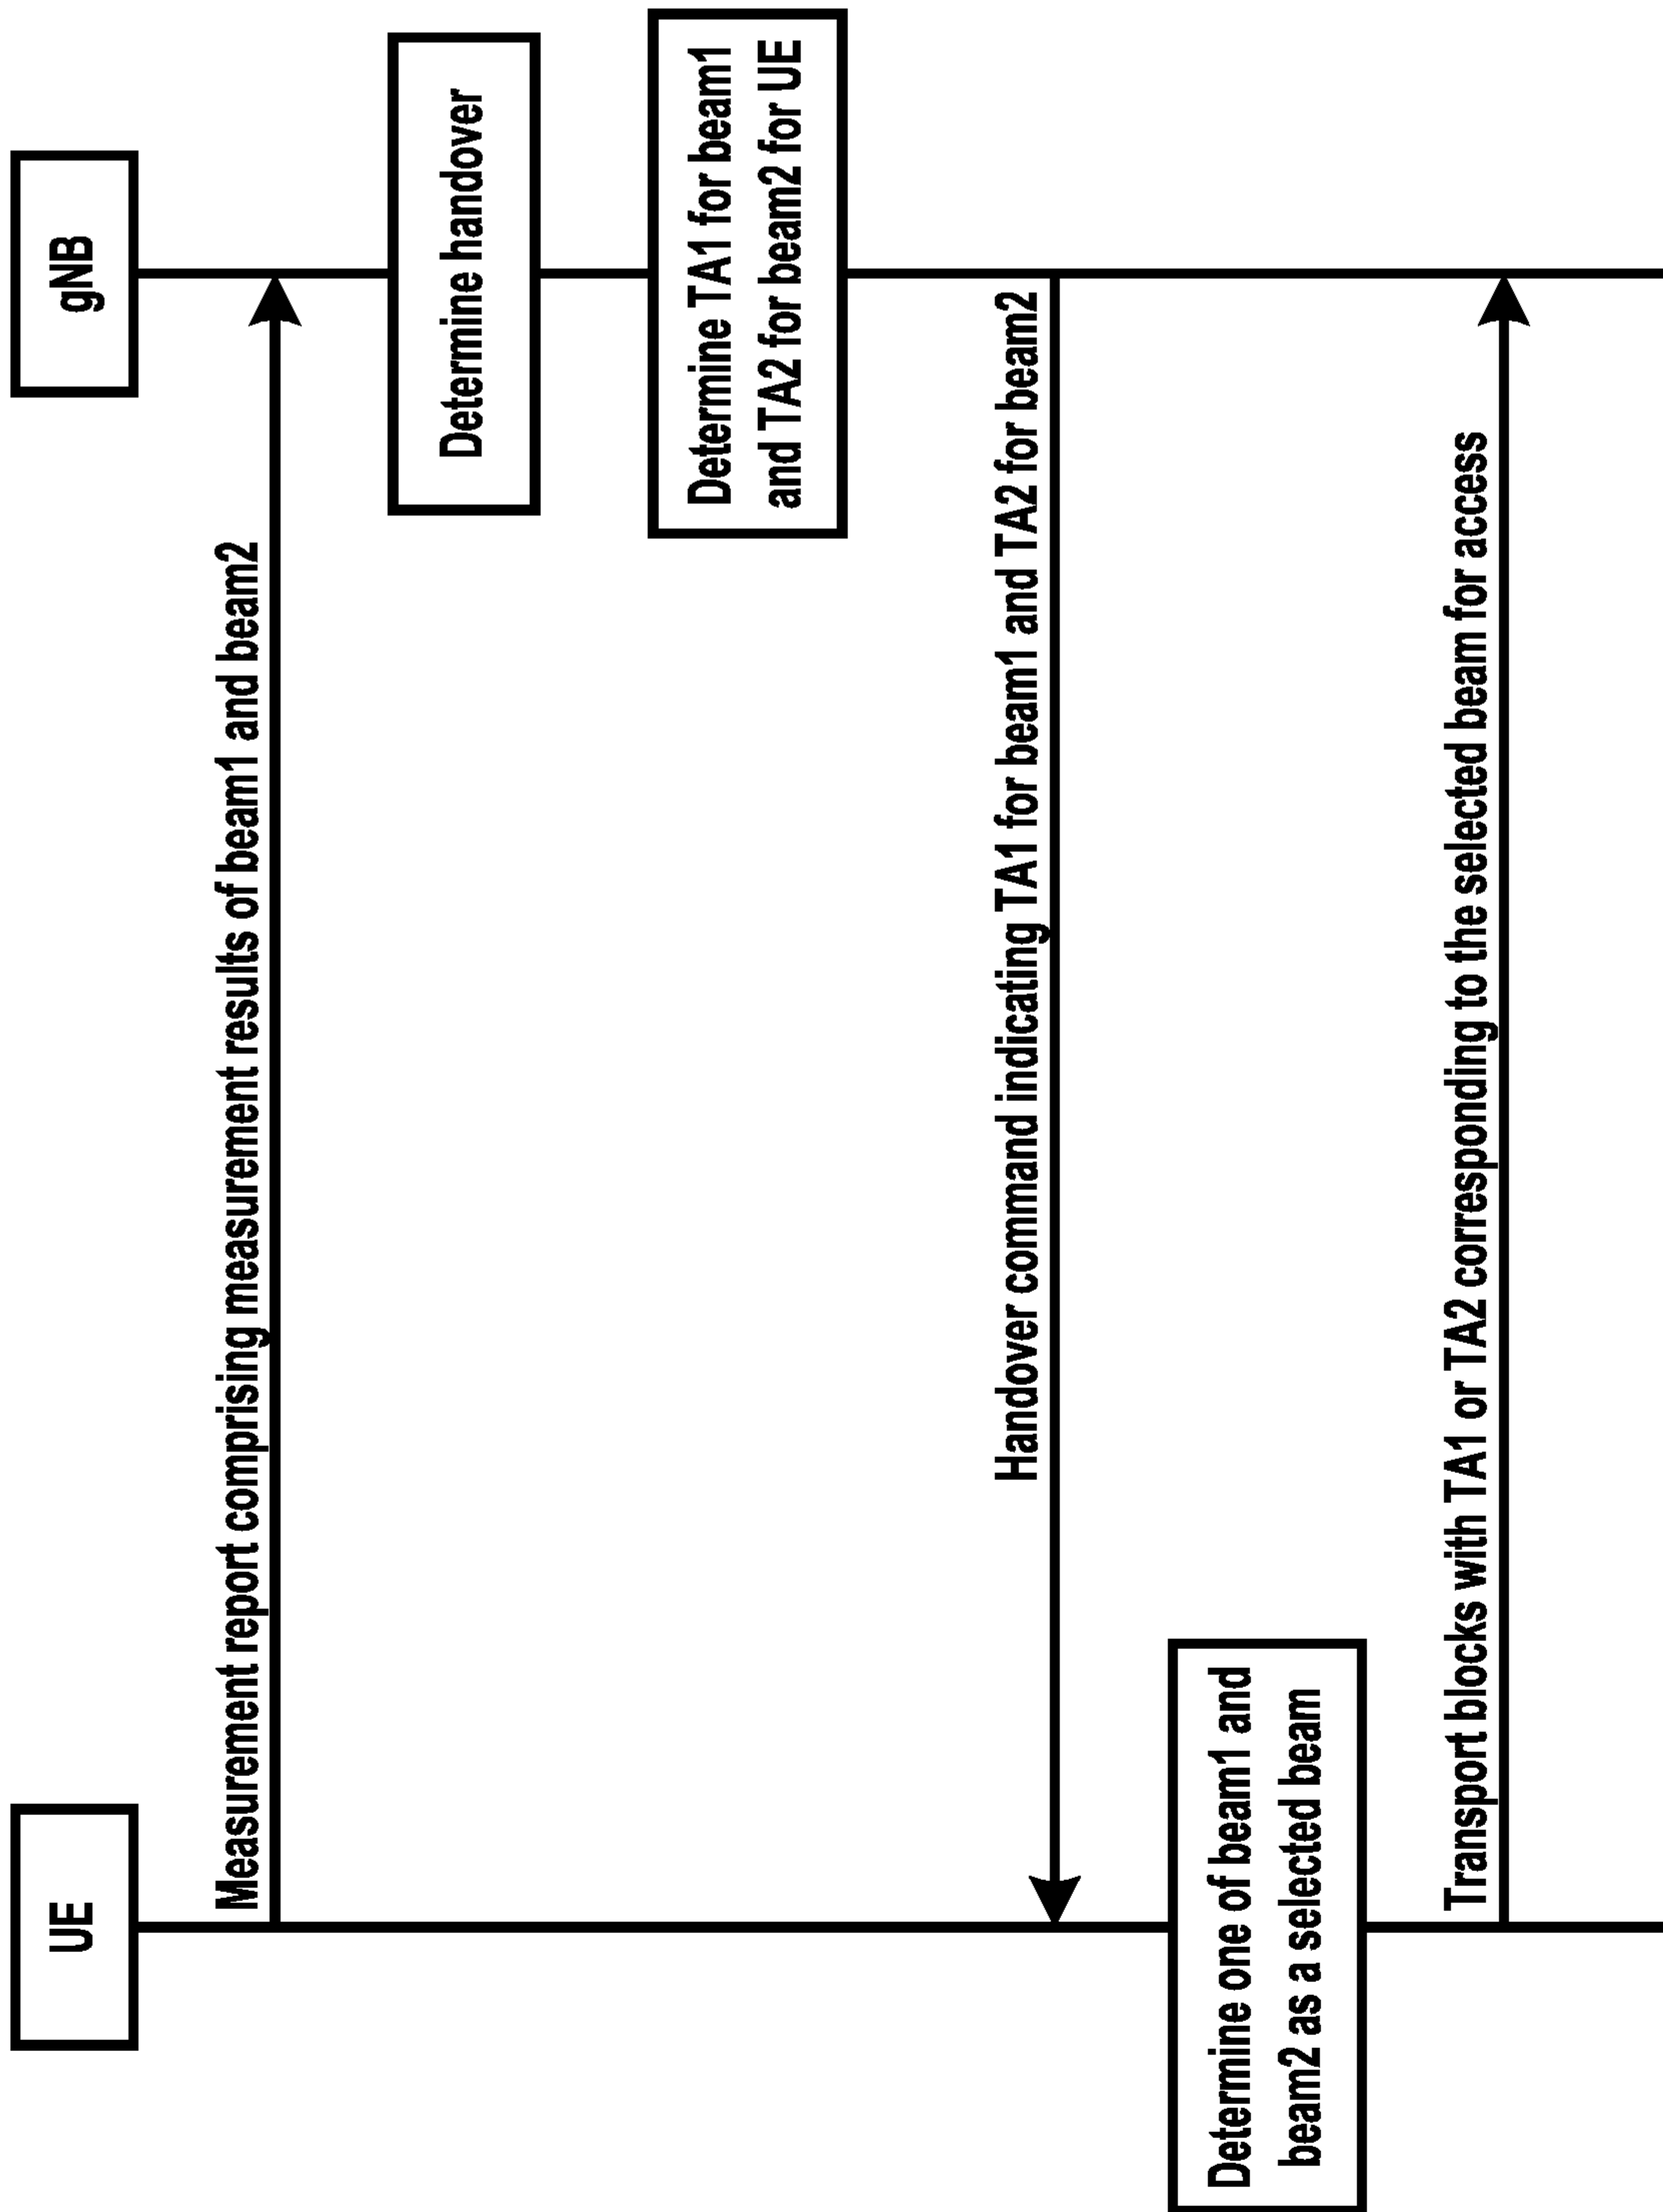 UE
gNB
Measurement report comprising measurement results of beam1 and beam2
Determine handover
Determine TA1 for beam1
and TA2 for beam2 for UE
Handover command indicating TA1 for beam1 and TA2 for beam2
Determine one of beam1 and
beam2 as a selected beam
Transport blocks with TA1 or TA2 corresponding to the selected beam for access